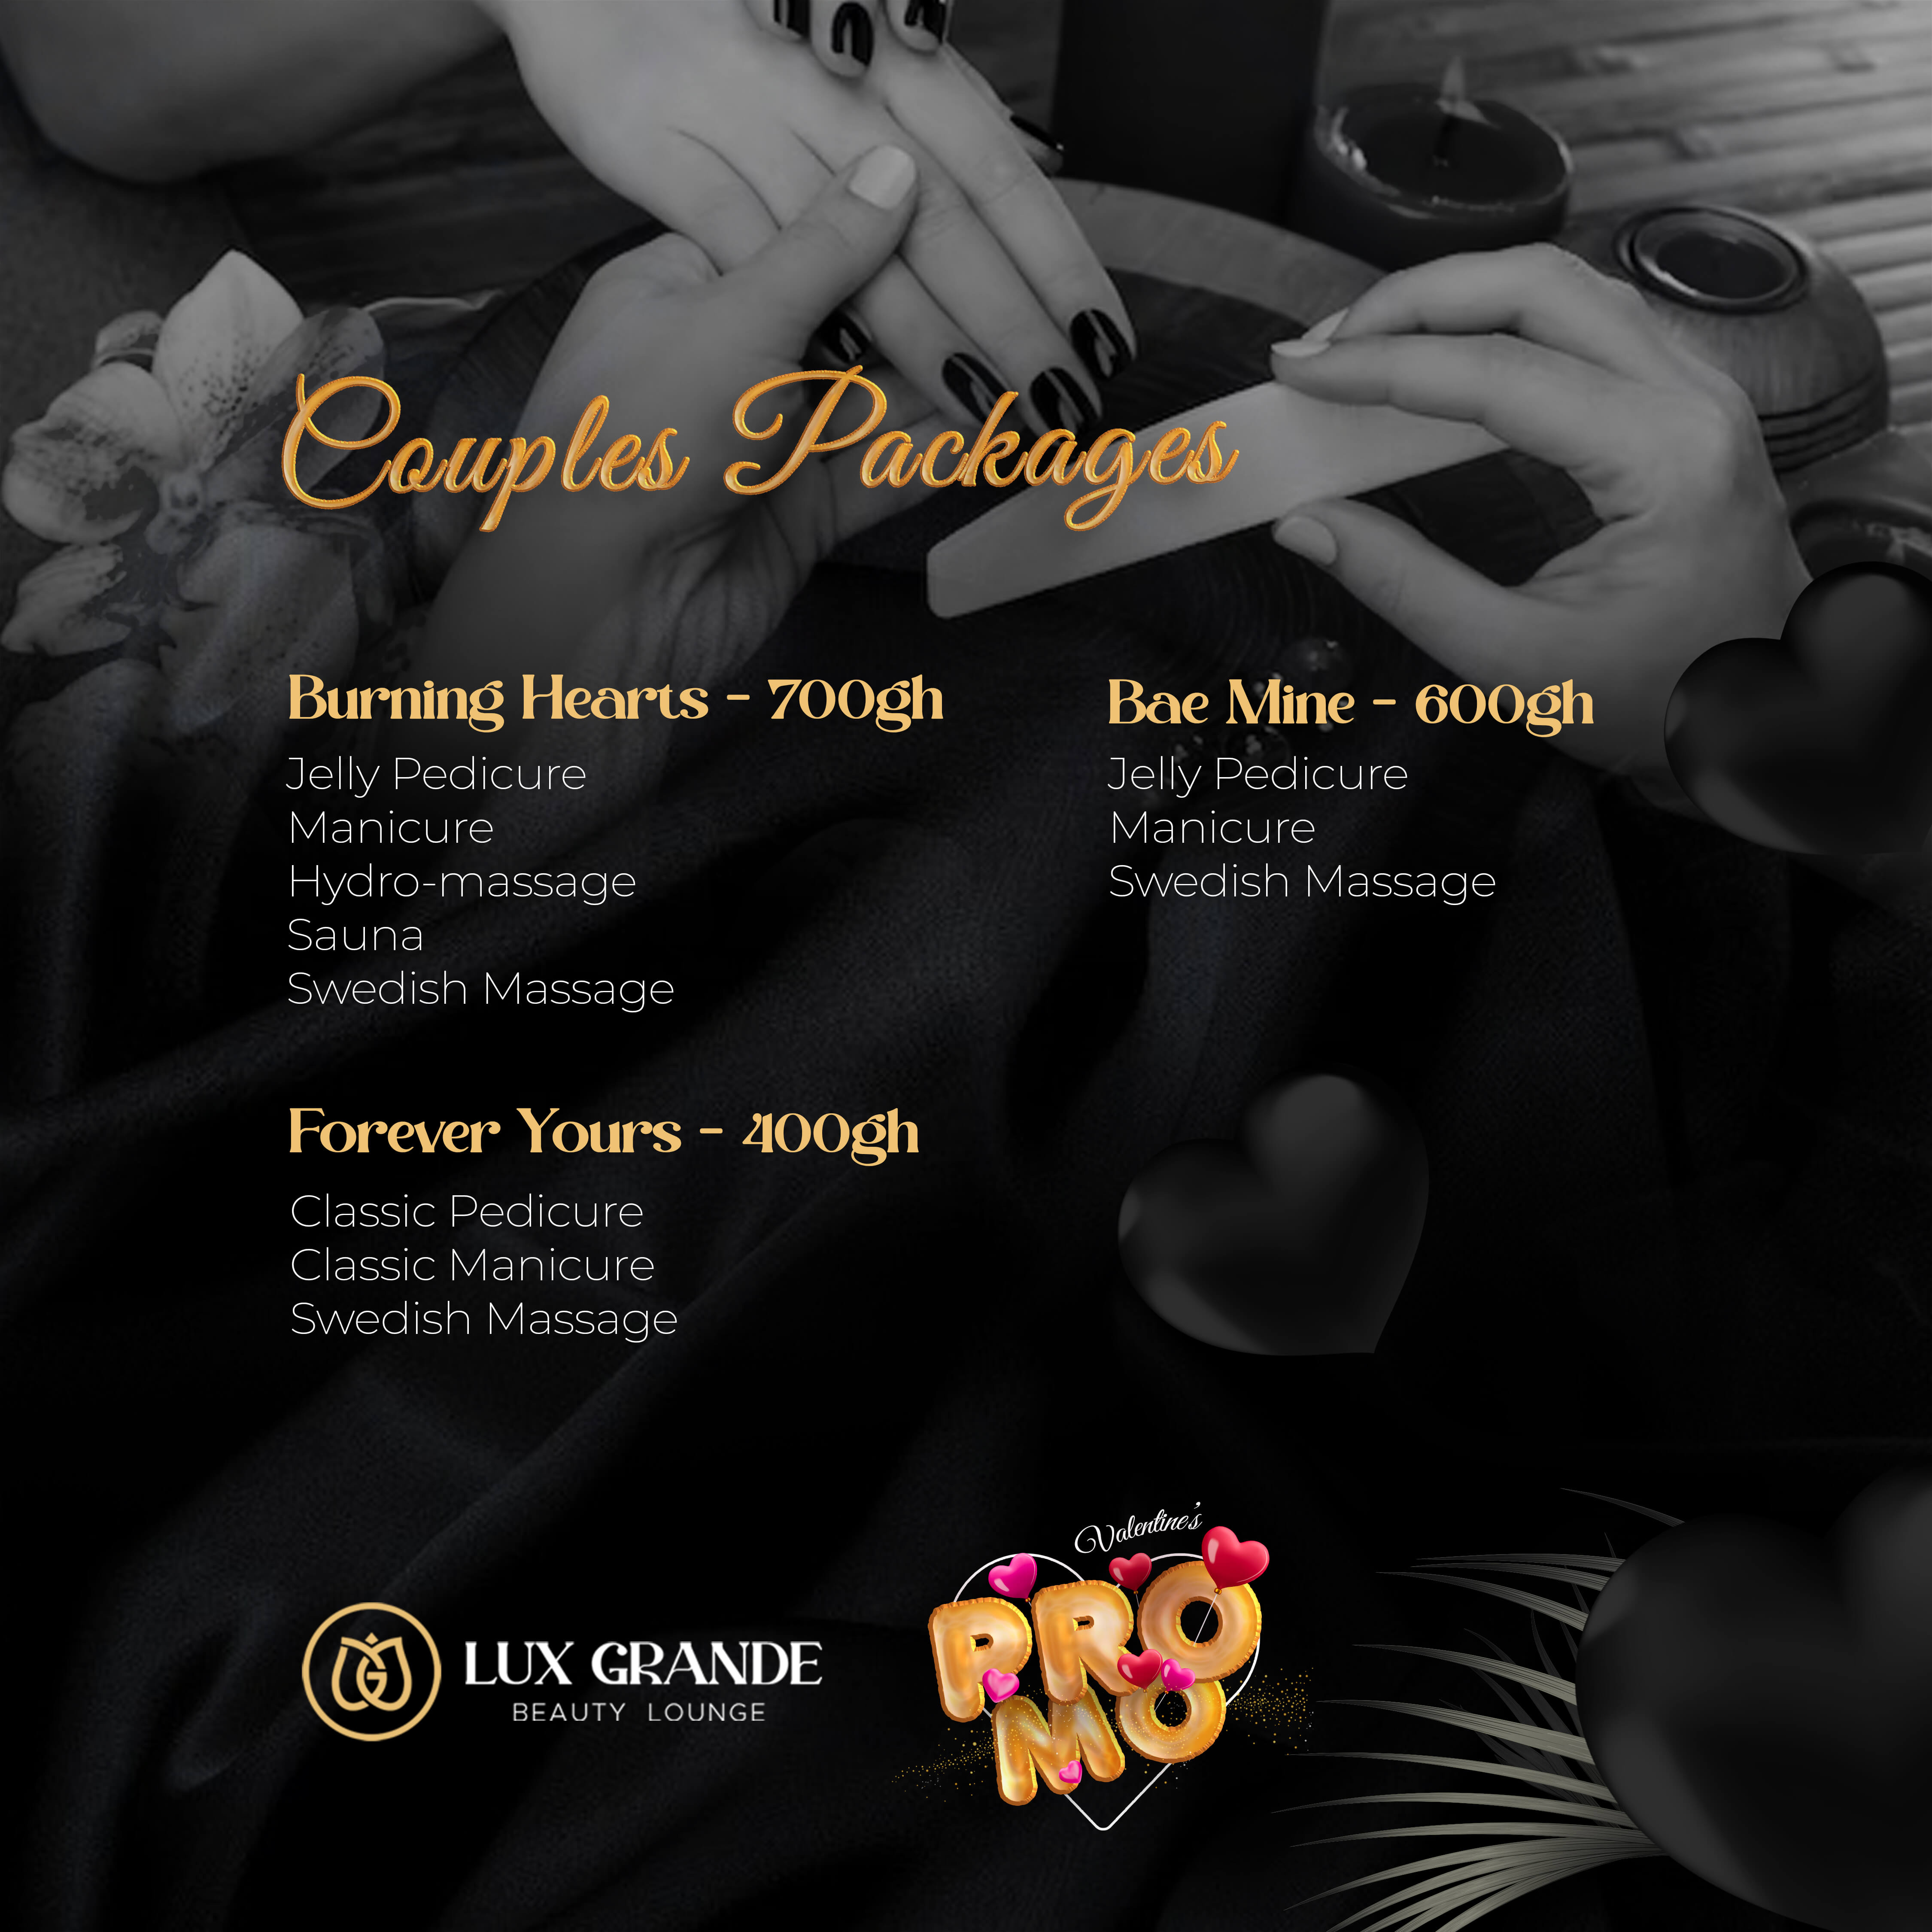 Couples Packages
Burning Hearts - 700gh
Jelly Pedicure
Manicure
Hydro-massage
Sauna
Swedish Massage
Bae Mine - 600gh
Jelly Pedicure
Manicure
Swedish Massage
Forever Yours - 400gh
Classic Pedicure
Classic Manicure
Swedish Massage
LUX GRANDE
BEAUTY LOUNGE
Valentine's
PRO
MO